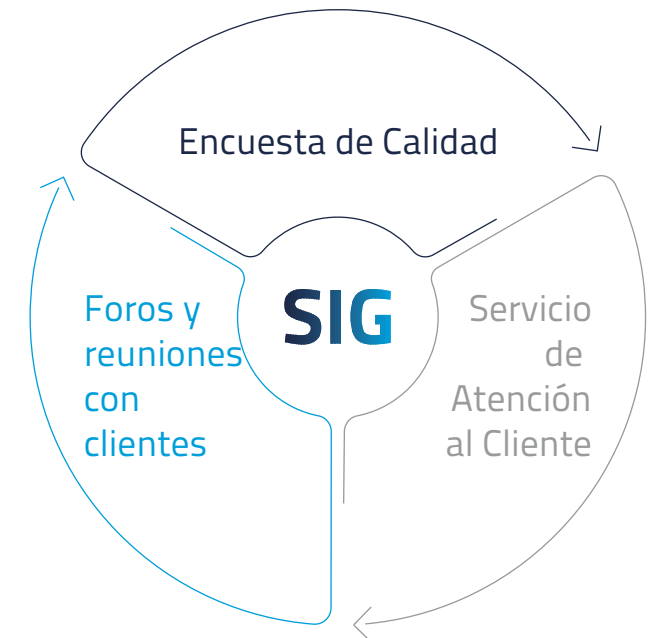 Encuesta de Calidad
SIG
Foros y
reuniones
con
clientes
Servicio
de
Atención
al Cliente